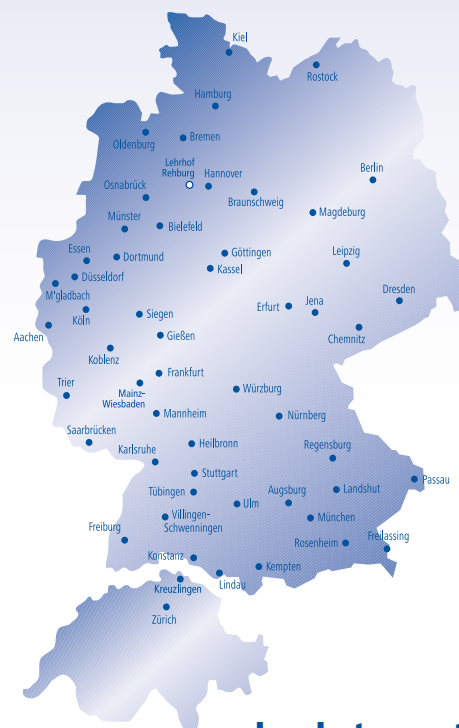 Kiel
Rostock
Hamburg
Oldenburg
Bremen
Lehrhof
Rehburg
Hannover
Berlin
Osnabrück
Braunschweig
Magdeburg
Münster
Bielefeld
Essen
Dortmund
Göttingen
Leipzig
Kassel
Düsseldorf
M'gladbach
Dresden
Erfurt
Jena
Köln
Siegen
Aachen
Chemnitz
Gießen
Koblenz
Frankfurt
Trier
Mainz-
Wiesbaden
Würzburg
Mannheim
Nürnberg
Saarbrücken
Heilbronn
Regensburg
Karlsruhe
Stuttgart
Passau
Tübingen
Augsburg
Landshut
Ulm
Villingen-
Schwenningen
München
Freiburg
Rosenheim
Freilassing
Konstanz
Kempten
Lindau
Kreuzlingen
Zürich